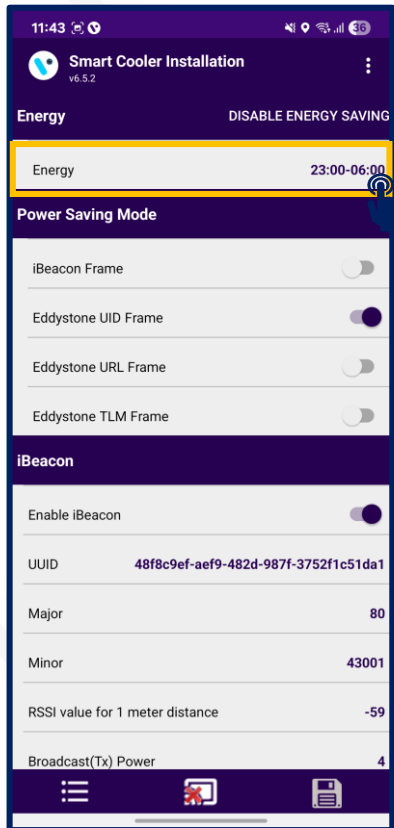 11:43
36
Smart Cooler Installation
v6.5.2
Energy DISABLE ENERGY SAVING
Energy 23:00-06:00
Power Saving Mode
iBeacon Frame
Eddystone UID Frame
Eddystone URL Frame
Eddystone TLM Frame
iBeacon
Enable iBeacon
UUID 48f8c9ef-aef9-482d-987f-3752f1c51da1
Major 80
Minor 43001
RSSI value for 1 meter distance -59
Broadcast(Tx) Power 4